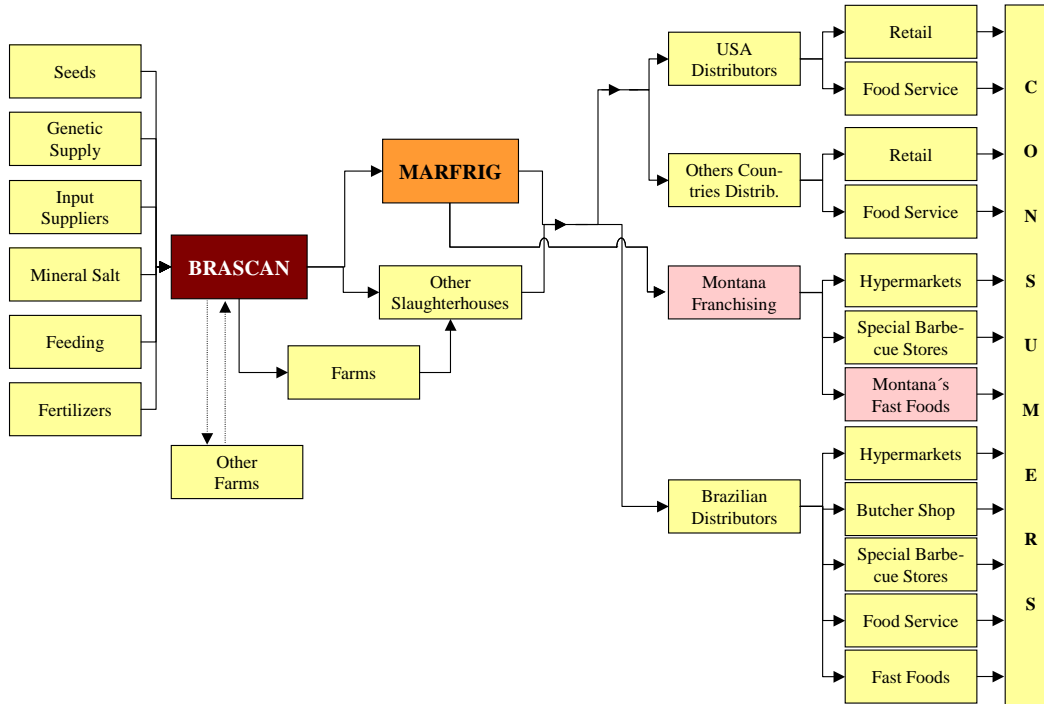 Seeds
Genetic
Supply
Input
Suppliers
Mineral Salt
Feeding
Fertilizers
BRASCAN
Other
Farms
Farms
MARFRIG
Other
Slaughterhouses
USA
Distributors
Others Coun-
tries Distrib.
Montana
Franchising
Brazilian
Distributors
Retail
Food Service
Retail
Food Service
Hypermarkets
Special Barbe-
cue Stores
Montana´s
Fast Foods
Hypermarkets
Butcher Shop
Special Barbe-
cue Stores
Food Service
Fast Foods
C
O
N
S
U
M
E
R
S